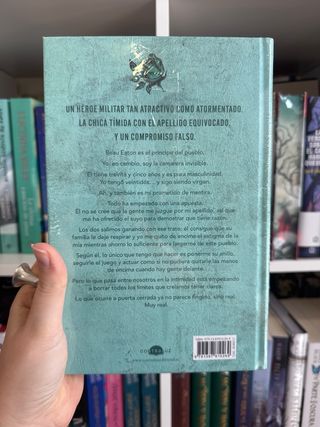 UN HÉROE MILITAR TAN ATRACTIVO COMO ATORMENTADO.
LA CHICA TÍMIDA CON EL APELLIDO EQUIVOCADO.
Y UN COMPROMISO FALSO.
Beau Eaton es el príncipe del pueblo.
Yo, en cambio, soy la camarera invisible.
Él tiene treinta y cinco años y es pura masculinidad.
Yo tengo veintidós... y sigo siendo virgen.
Ah, y también es mi prometido de mentira.
Todo ha empezado con una apuesta.
Él no se cree que la gente me juzgue por mi apellido, así que
me ha ofrecido el suyo para demostrar que tiene razón.
Los dos salimos ganando con ese trato: él consigue que su
familia le deje respirar y yo me quito de encima el estigma de la
mía mientras ahorro lo suficiente para largarme de este pueblo.
Según él, lo único que tengo que hacer es ponerme su anillo,
seguirle el juego y actuar como si no pudiera quitarle las manos
de encima cuando hay gente delante...
Pero lo que pasa entre nosotros en la intimidad está empezando
a borrar todos los límites que creíamos tener claros.
Lo que ocurre a puerta cerrada ya no parece fingido, sino real.
Muy real.